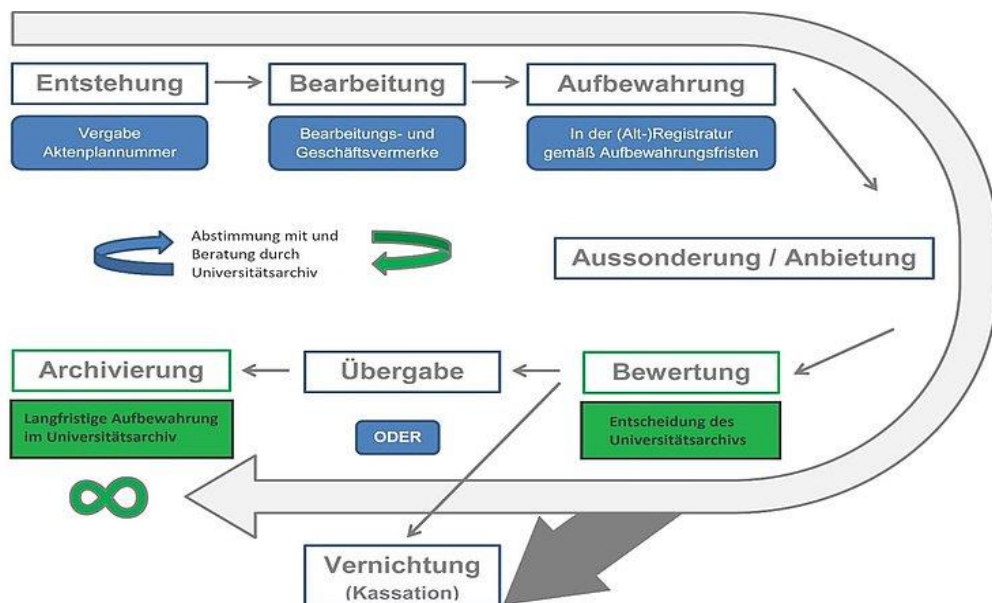 Entstehung
Bearbeitung
Aufbewahrung
Vergabe
Aktenplannummer
Bearbeitungs- und
Geschäftsvermerke
In der (Alt-)Registratur
gemäß Aufbewahrungsfristen
Abstimmung mit und
Beratung durch
Universitätsarchiv
Aussonderung / Anbietung
Archivierung
Übergabe
Bewertung
Langfristige Aufbewahrung
im Universitätsarchiv
ODER
Entscheidung des
Universitätsarchivs
Vernichtung
(Kassation)